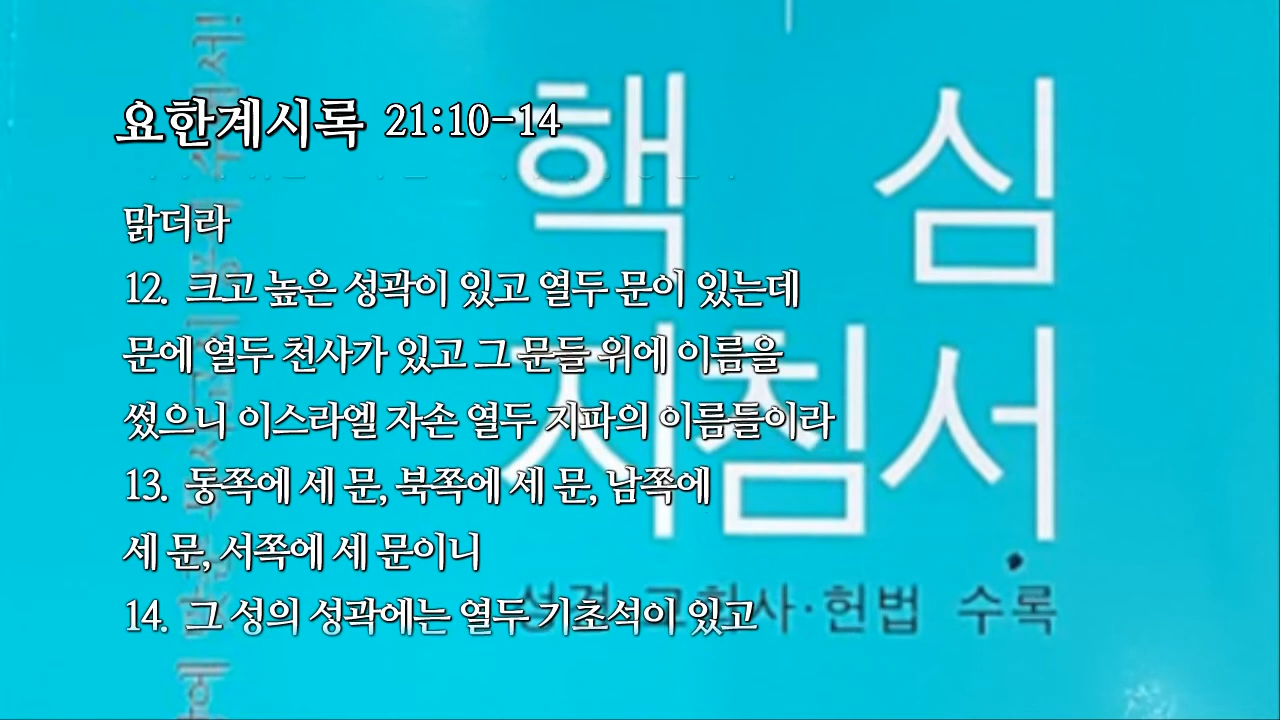 요한계시록 21:10-14
맑더라
12. 크고 높은 성곽이 있고 열두 문이 있는데
문에 열두 천사가 있고 그 문들 위에 이름을
썼으니 이스라엘 자손 열두 지파의 이름들이라
13. 동쪽에 세 문, 북쪽에 세 문, 남쪽에
세 문, 서쪽에 세 문이니
14. 그 성의 성곽에는 열두 기초석이 있고
핵 심
지침서
성경·교회사·헌법 수록